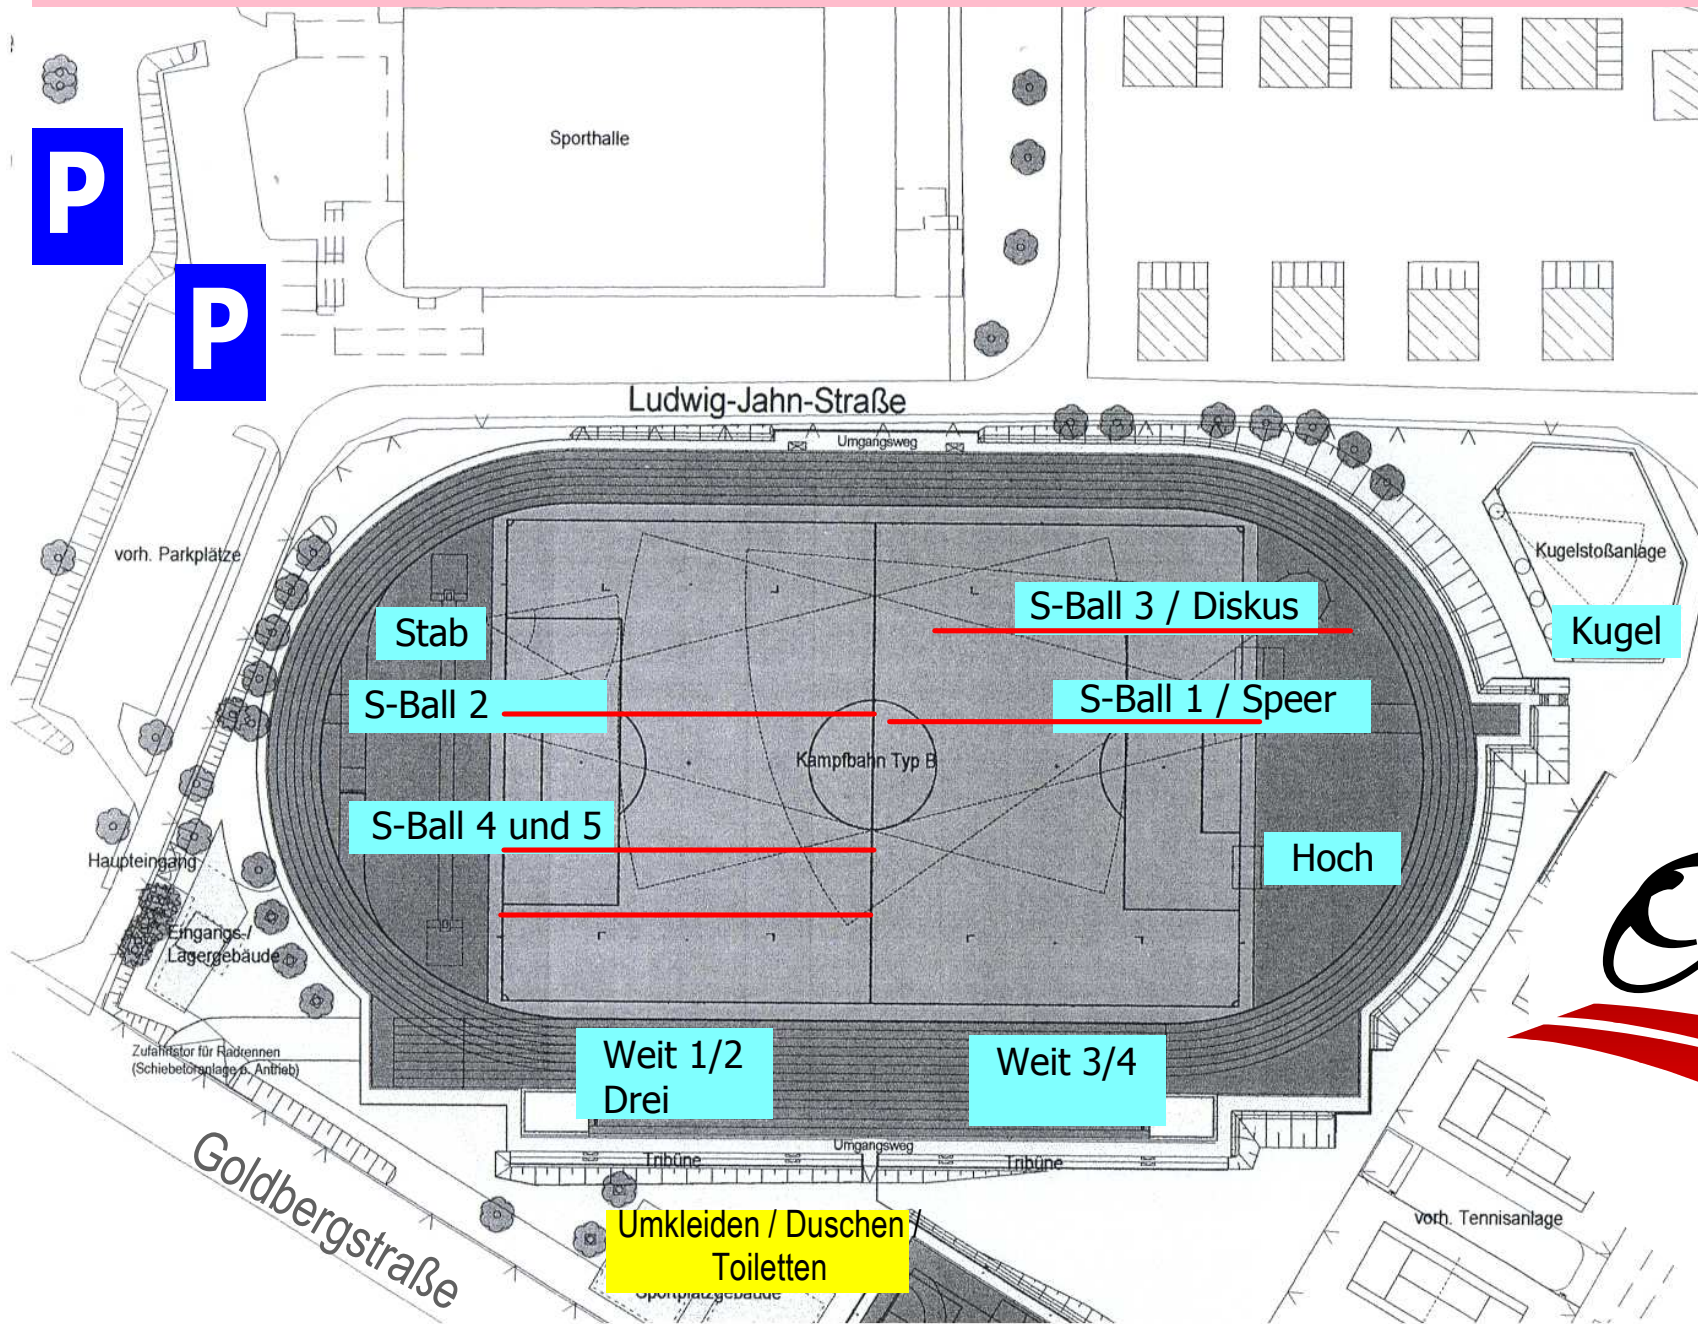 Sporthalle
P
P
Ludwig-Jahn-Straße
Umgangsweg
vorh. Parkplätze
Kugelstoßanlage
S-Ball 3 / Diskus
Stab
Kugel
S-Ball 2
S-Ball 1 / Speer
Kampfbahn Typ B
S-Ball 4 und 5
Haupteingang
Hoch
Eingangs-/
Lagergebäude
Zufahrtstor für Radrennen
(Schiebetoranlage o. Antrieb)
Weit 1/2
Drei
Weit 3/4
Goldbergstraße
Umgangsweg
Tribüne
Tribüne
Umkleiden / Duschen /
Toiletten
Sportplatzgebäude
vorh. Tennisanlage